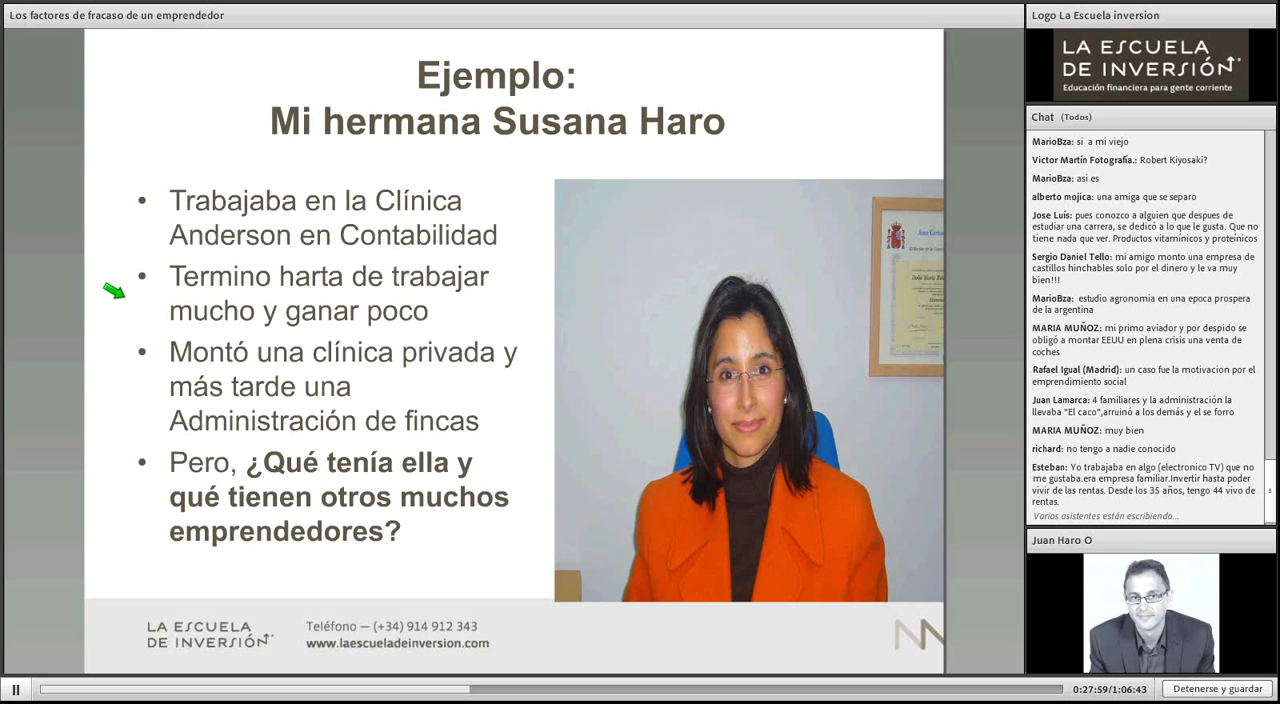 Los factores de fracaso de un emprendedor
Ejemplo:
Mi hermana Susana Haro
• Trabajaba en la Clínica
Anderson en Contabilidad
• Termino harta de trabajar
mucho y ganar poco
• Montó una clínica privada y
más tarde una
Administración de fincas
• Pero, ¿Qué tenía ella y
qué tienen otros muchos
emprendedores?
LA ESCUELA
DE INVERSIÓN
Teléfono — (+34) 914 912 343
www.laescueladeinversion.com
Logo La Escuela inversion
LA ESCUELA
DE INVERSIÓN
Educación financiera para gente corriente
Chat (Todos)
MarioBza: si a mi viejo
Victor Martín Fotografía.: Robert Kiyosaki?
MarioBza: asi es
alberto mojica: una amiga que se separo
Jose Luís: pues conozco a alguien que despues de
estudiar una carrera, se dedicó a lo que le gusta. Que no
tiene nada que ver. Productos vitamínicos y proteínicos
Sergio Daniel Tello: mi amigo monto una empresa de
castillos hinchables solo por el dinero y le va muy
bien!!!
MarioBza: estudio agronomia en una epoca prospera
de la argentina
MARIA MUÑOZ: mi primo aviador y por despido se
obligó a montar EEUU en plena crisis una venta de
coches
Rafael Igual (Madrid): un caso fue la motivacion por el
emprendimiento social
Juan Lamarca: 4 familiares y la administración la
llevaba "El caco",arruinó a los demás y el se forro
MARIA MUÑOZ: muy bien
richard: no tengo a nadie conocido
Esteban: Yo trabajaba en algo (electronico TV) que no
me gustaba.era empresa familiar.Invertir hasta poder
vivir de las rentas. Desde los 35 años, tengo 44 vivo de
rentas.
Varios asistentes están escribiendo...
Juan Haro O
0:27:59/1:06:43
Detenerse y guardar